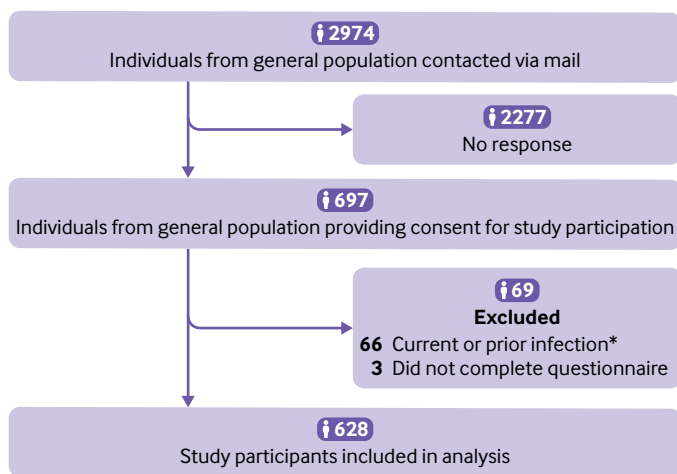 2974
Individuals from general population contacted via mail
2277
No response
697
Individuals from general population providing consent for study participation
69
Excluded
66 Current or prior infection*
3 Did not complete questionnaire
628
Study participants included in analysis